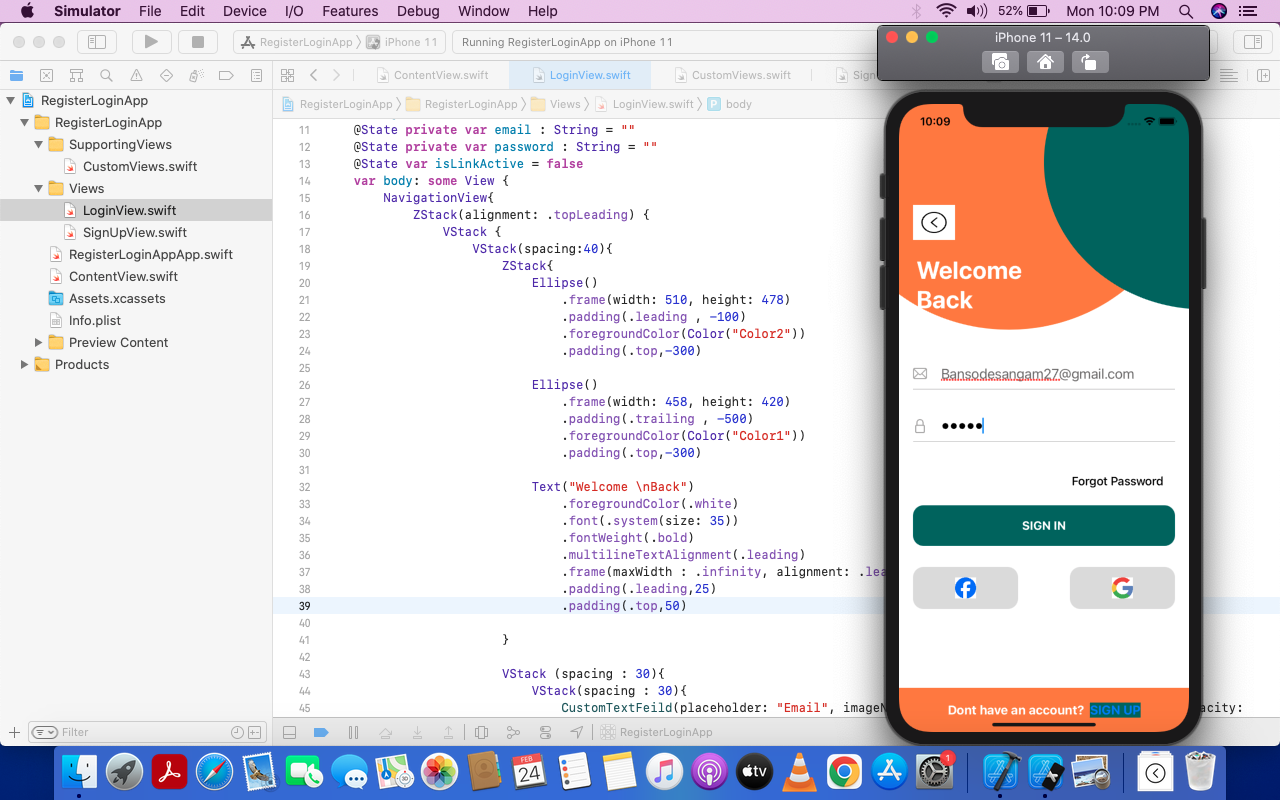 Simulator File Edit Device I/O Features Debug Window Help 52% Mon 10:09 PM
RegisterLoginApp iPhone 11 Running RegisterLoginApp on iPhone 11
iPhone 11 – 14.0
ContentView.swift LoginView.swift CustomViews.swift
RegisterLoginApp RegisterLoginApp Views LoginView.swift P body
RegisterLoginApp
RegisterLoginApp
SupportingViews
CustomViews.swift
Views
LoginView.swift
SignUpView.swift
RegisterLoginAppApp.swift
ContentView.swift
Assets.xcassets
Info.plist
Preview Content
Products
Filter
11 @State private var email : String = ""
12 @State private var password : String = ""
13 @State var isLinkActive = false
14 var body: some View {
15 NavigationView{
16 ZStack(alignment: .topLeading) {
17 VStack {
18 VStack(spacing:40){
19 ZStack{
20 Ellipse()
21 .frame(width: 510, height: 478)
22 .padding(.leading , -100)
23 .foregroundColor(Color("Color2"))
24 .padding(.top,-300)
25
26 Ellipse()
27 .frame(width: 458, height: 420)
28 .padding(.trailing , -500)
29 .foregroundColor(Color("Color1"))
30 .padding(.top,-300)
31
32 Text("Welcome \nBack")
33 .foregroundColor(.white)
34 .font(.system(size: 35))
35 .fontWeight(.bold)
36 .multilineTextAlignment(.leading)
37 .frame(maxWidth : .infinity, alignment: .lea
38 .padding(.leading,25)
39 .padding(.top,50)
40
41 }
42
43 VStack (spacing : 30){
44 VStack(spacing : 30){
45 CustomTextFeild(placeholder: "Email", imageN acity:
RegisterLoginApp
10:09
Welcome
Back
Bansodesangam27@gmail.com
Forgot Password
SIGN IN
Dont have an account? SIGN UP
FEB
24
tv
1